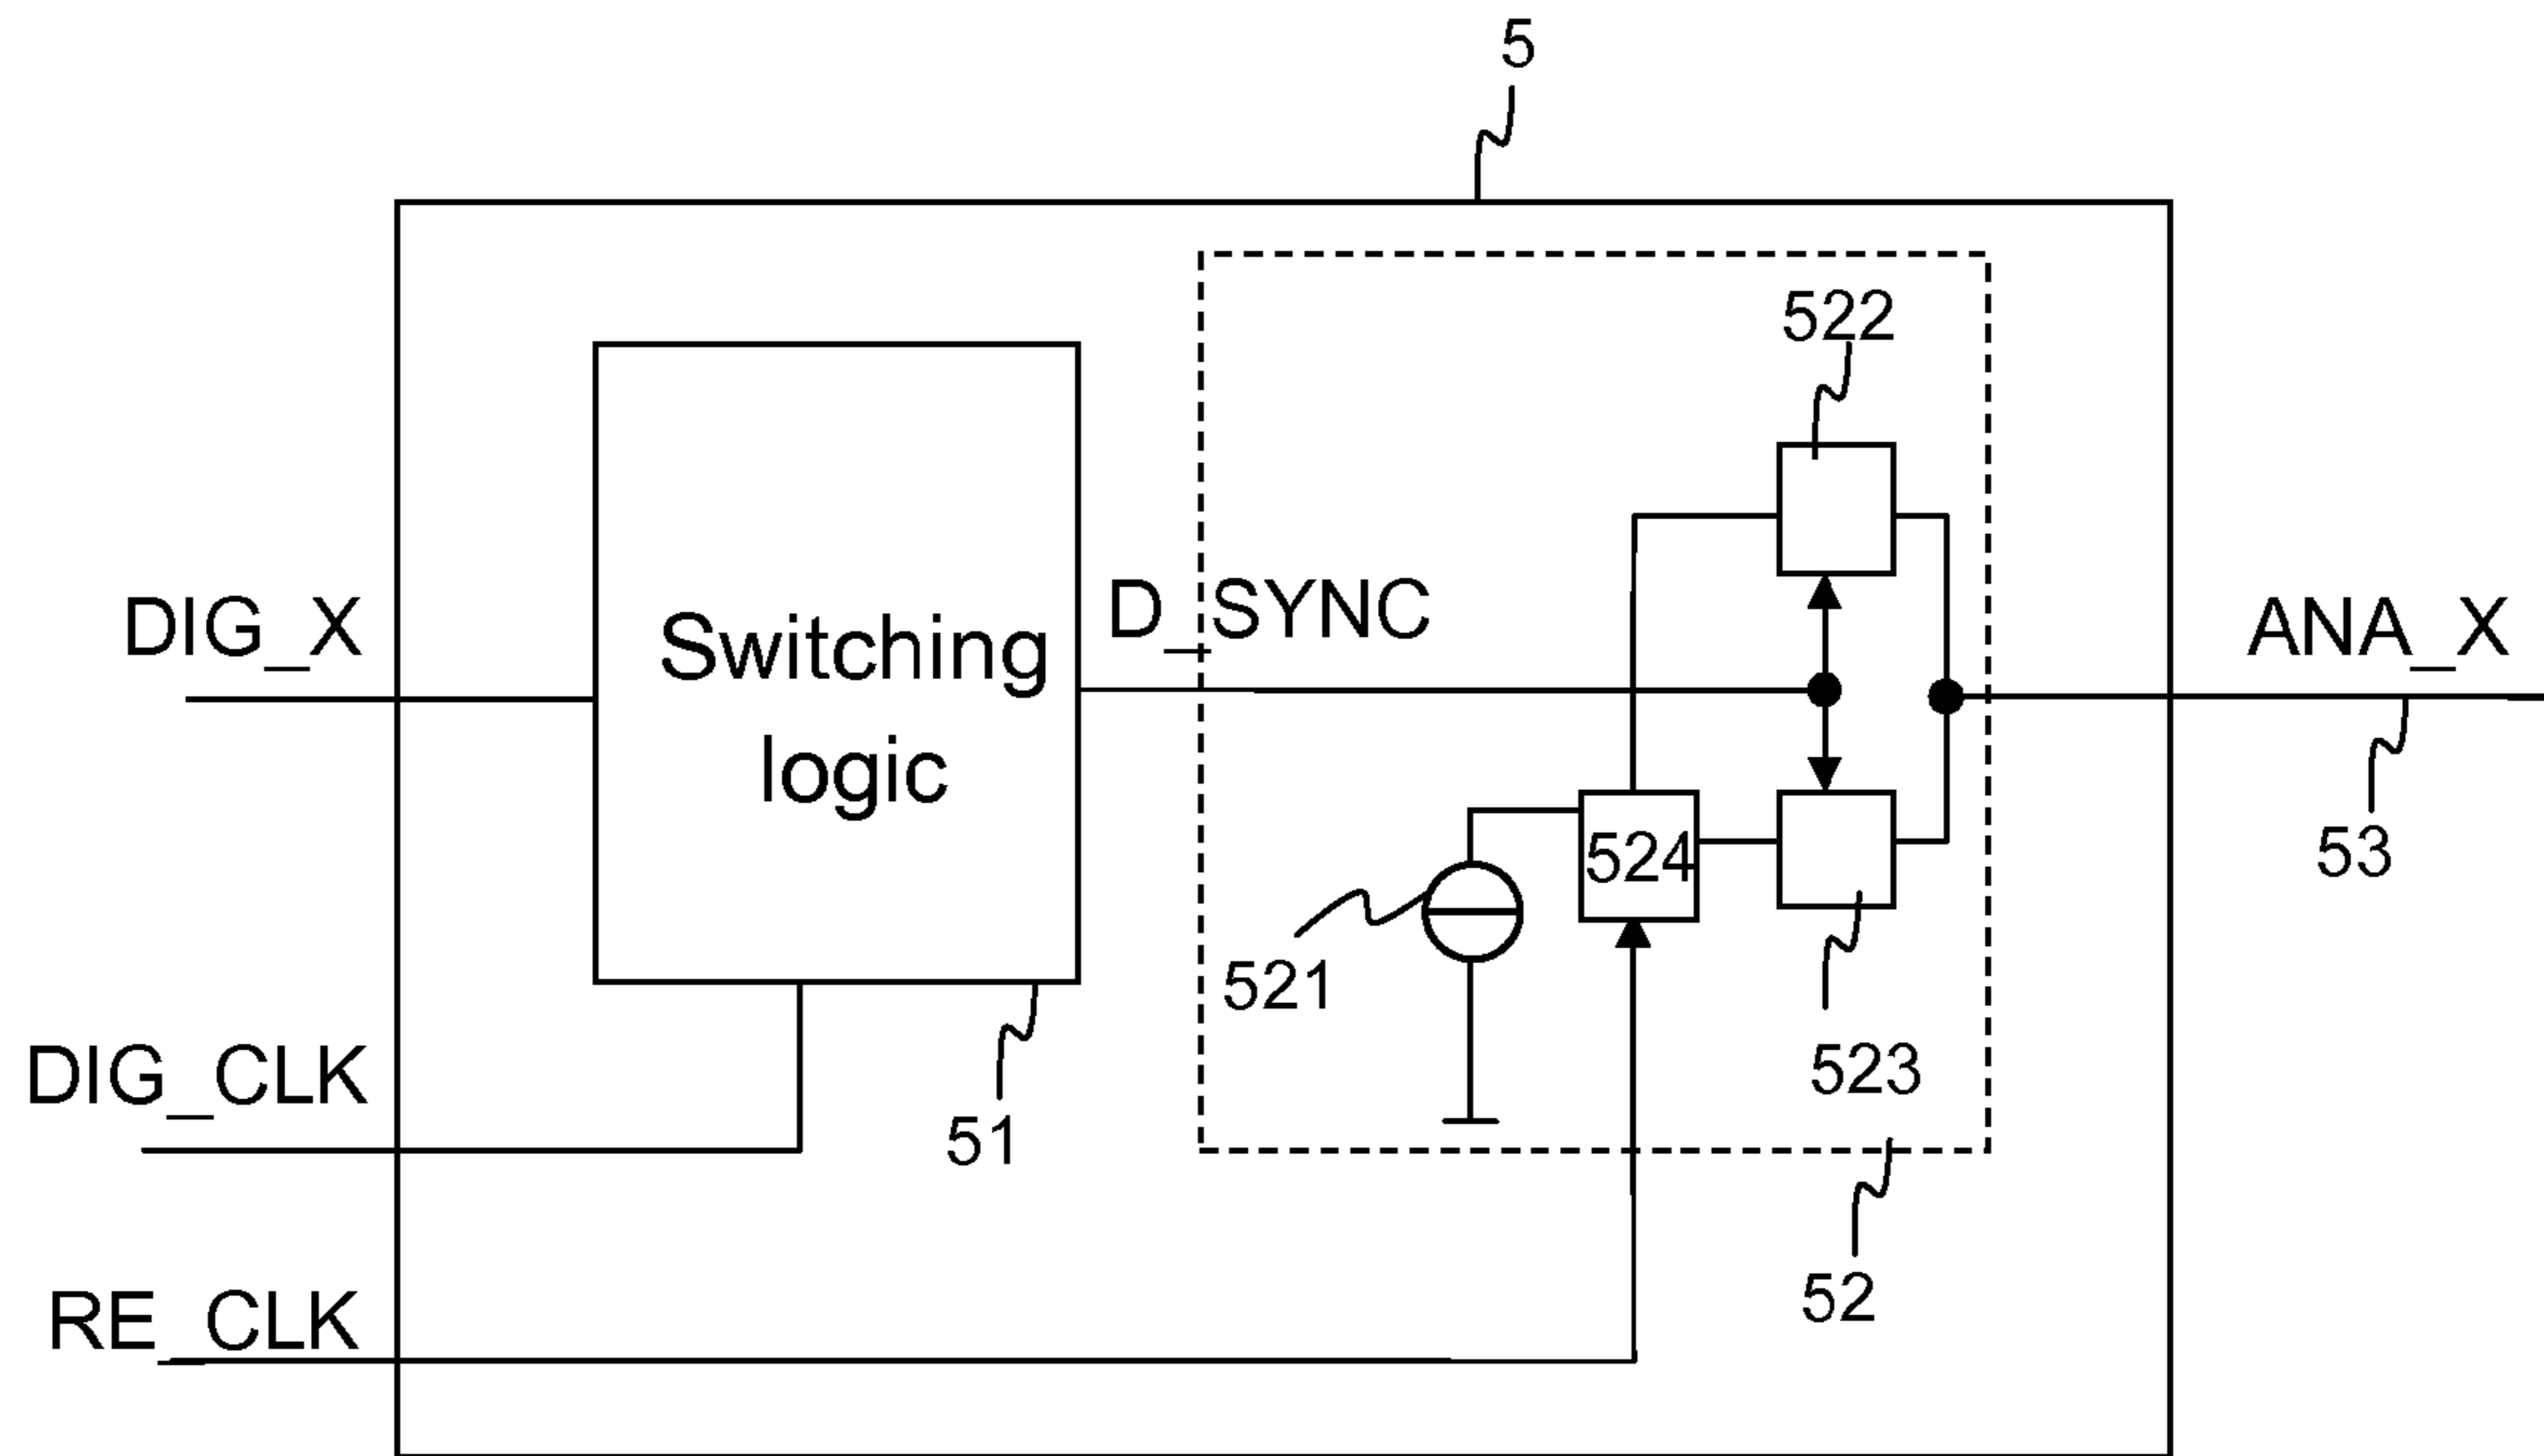 5
522
DIG_X
Switching
logic
D_SYNC
ANA_X
524
53
521
DIG_CLK
523
51
RE_CLK
52